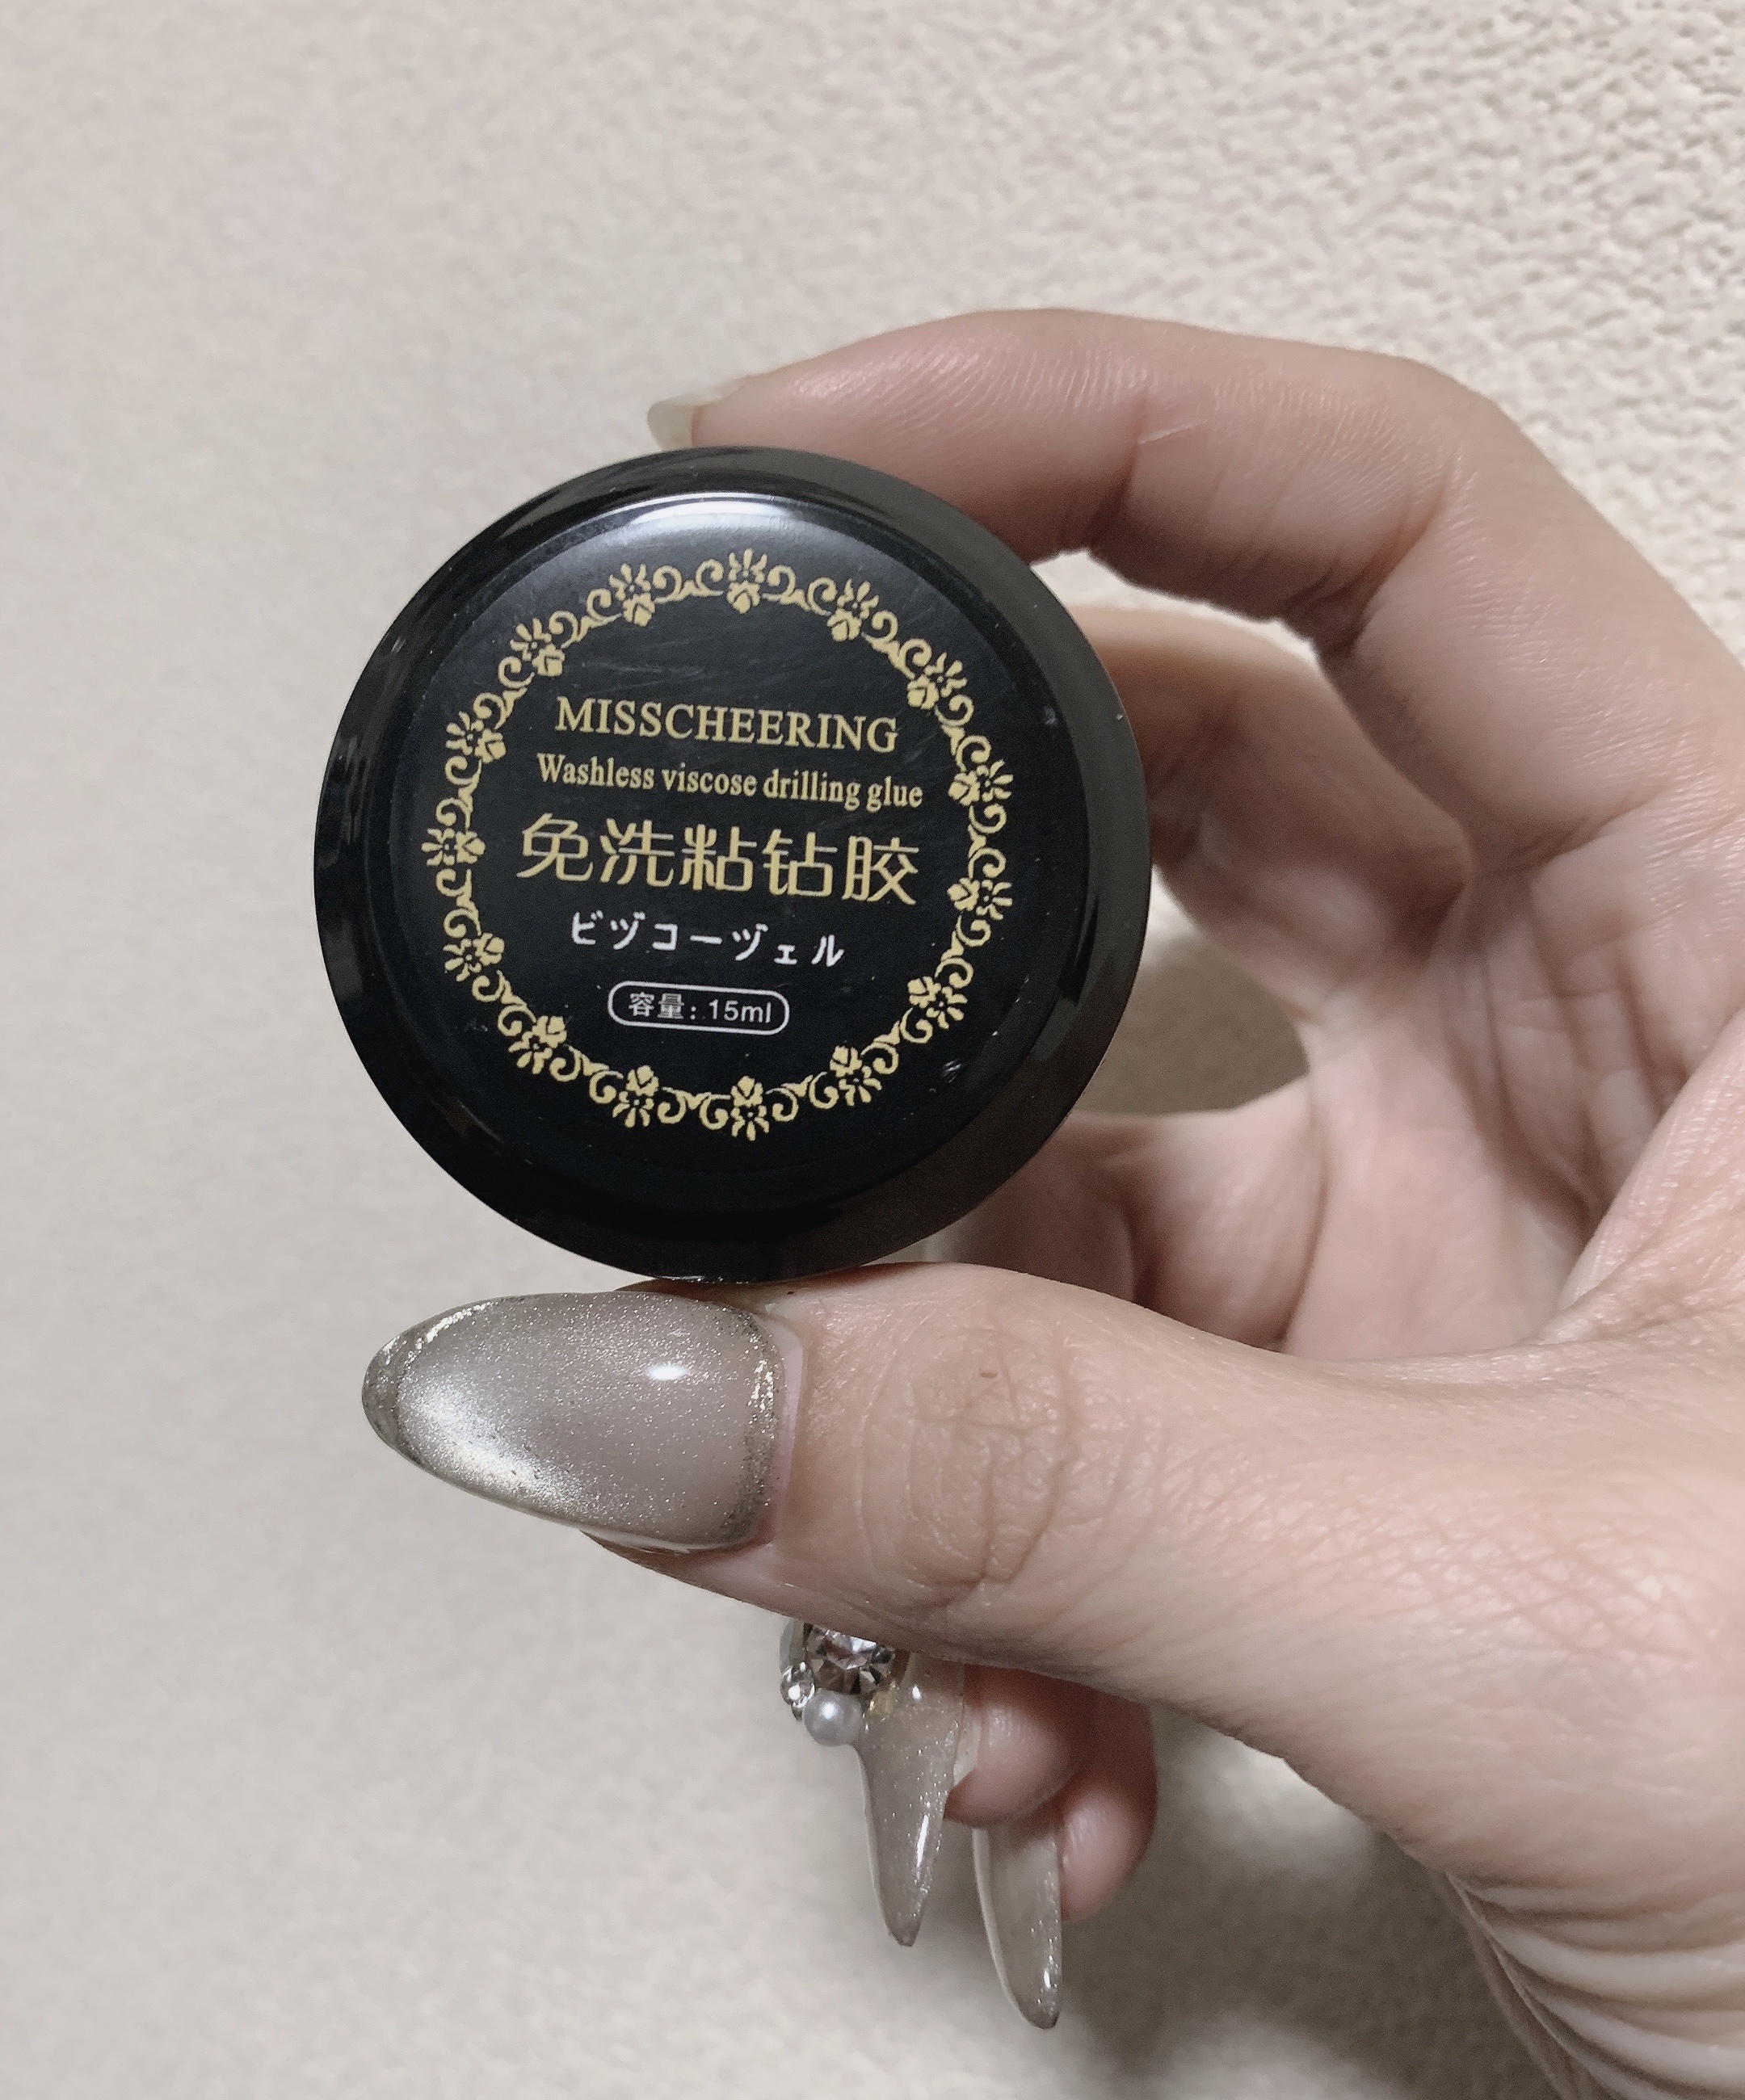 MISSCHEERING
Washless viscose drilling glue
免洗粘钻胶
ビヅコーヅェル
容量：15ml